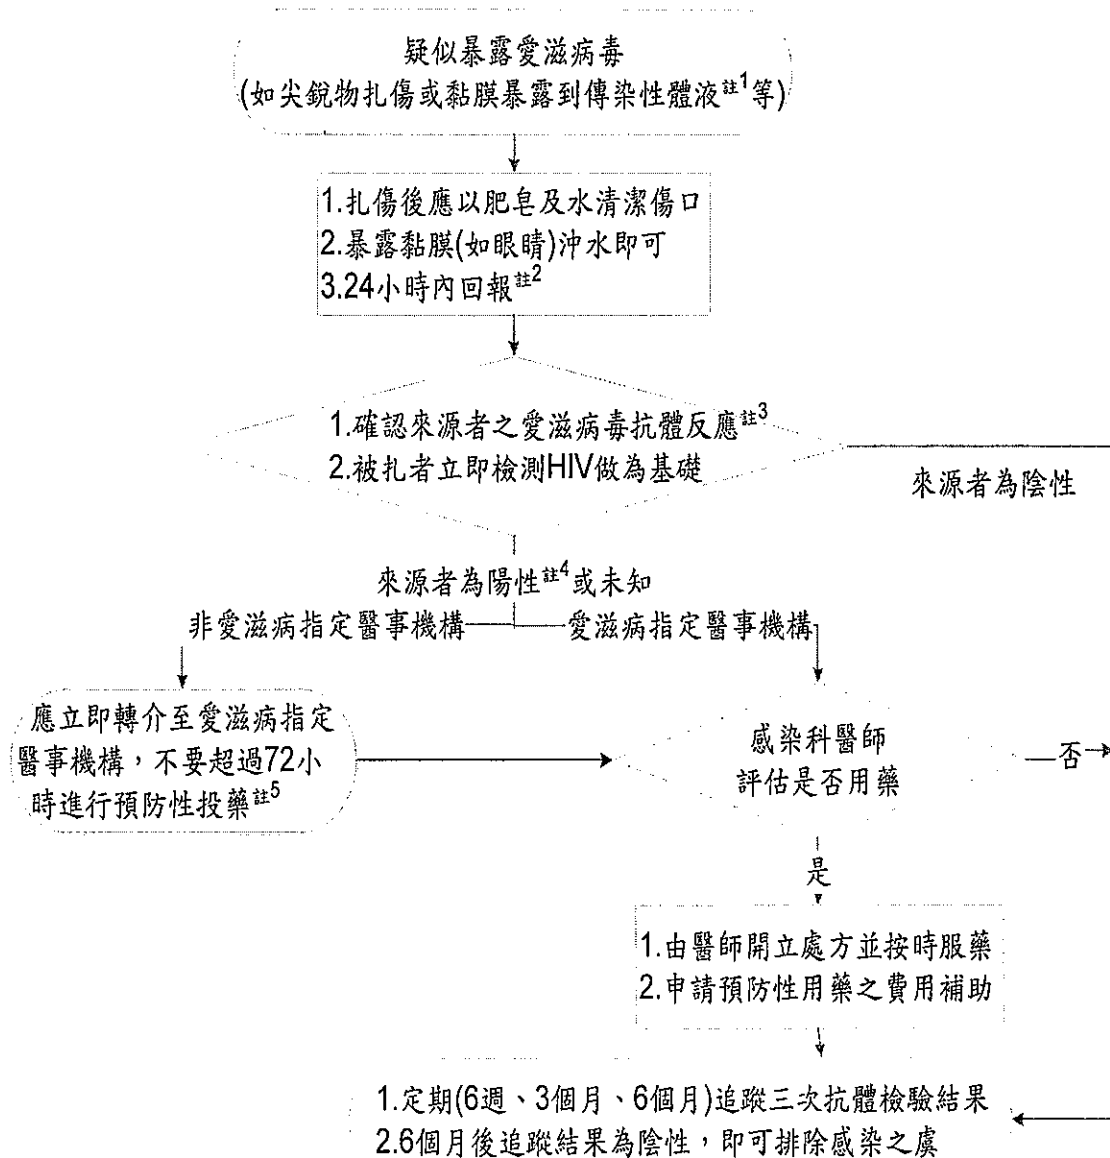 疑似暴露愛滋病毒
(如尖銳物扎傷或黏膜暴露到傳染性體液註1等)
1.扎傷後應以肥皂及水清潔傷口
2.暴露黏膜(如眼睛)沖水即可
3.24小時內回報註2
1.確認來源者之愛滋病毒抗體反應註3
2.被扎者立即檢測HIV做為基礎
來源者為陰性
來源者為陽性註4或未知
非愛滋病指定醫事機構
愛滋病指定醫事機構
應立即轉介至愛滋病指定
醫事機構，不要超過72小
時進行預防性投藥註5
感染科醫師
評估是否用藥
否
是
1.由醫師開立處方並按時服藥
2.申請預防性用藥之費用補助
1.定期(6週、3個月、6個月)追蹤三次抗體檢驗結果
2.6個月後追蹤結果為陰性，即可排除感染之虞